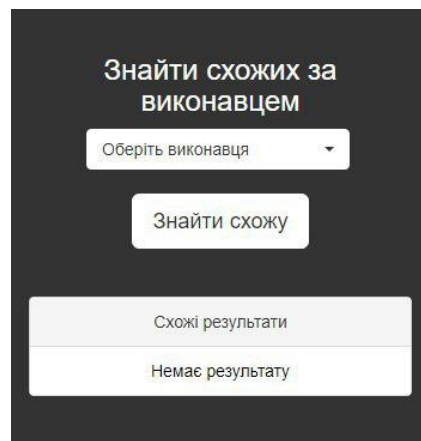 Знайти схожих за
виконавцем
Оберіть виконавця
Знайти схожу
Схожі результати
Немає результату